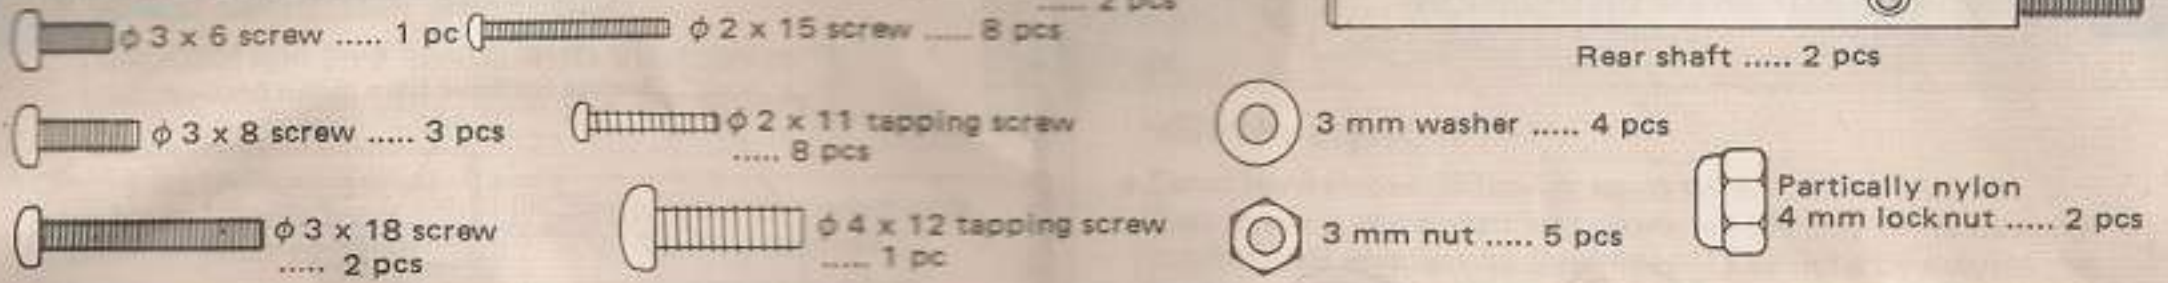 ..... 2 pcs
φ 3 x 6 screw ..... 1 pc
φ 2 x 15 screw ..... 8 pcs
Rear shaft ..... 2 pcs
φ 3 x 8 screw ..... 3 pcs
φ 2 x 11 tapping screw
..... 8 pcs
3 mm washer ..... 4 pcs
φ 3 x 18 screw
..... 2 pcs
φ 4 x 12 tapping screw
..... 1 pc
3 mm nut ..... 5 pcs
Partically nylon
4 mm locknut ..... 2 pcs